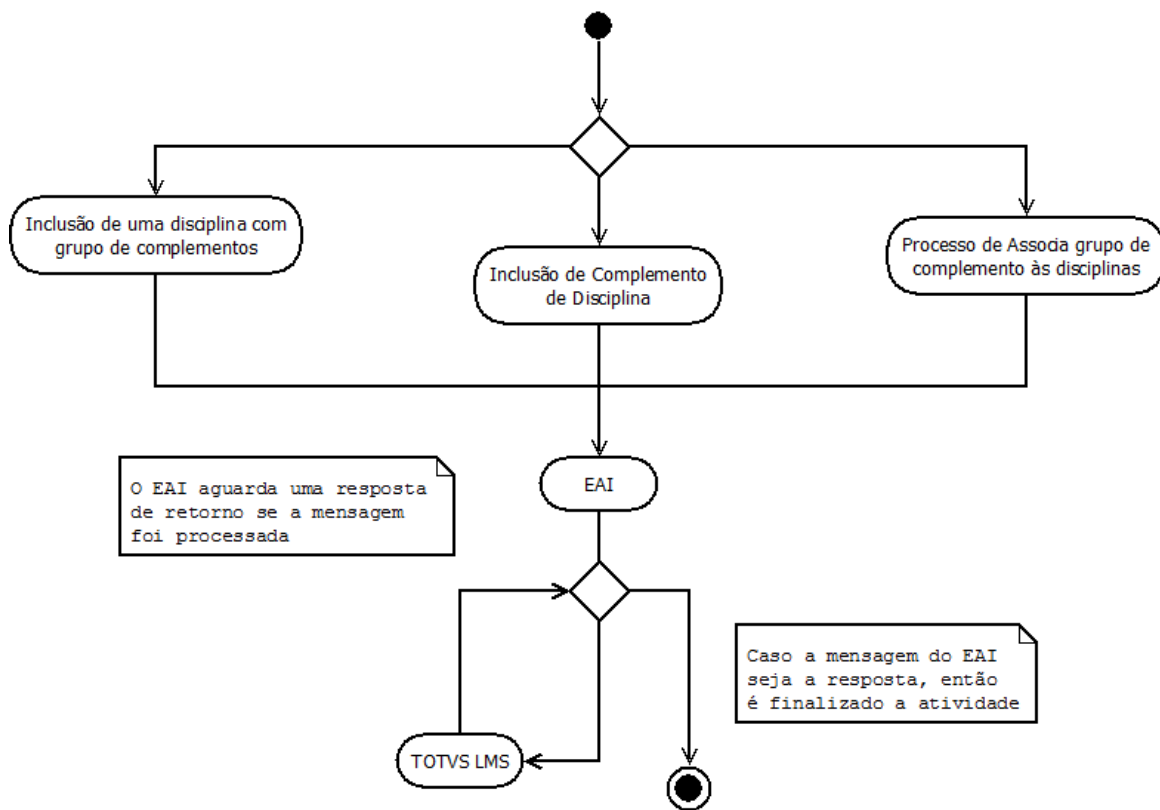 Inclusão de uma disciplina com
grupo de complementos
Inclusão de Complemento
de Disciplina
Processo de Associa grupo de
complemento às disciplinas
O EAI aguarda uma resposta
de retorno se a mensagem
foi processada
EAI
Caso a mensagem do EAI
seja a resposta, então
é finalizado a atividade
TOTVS LMS